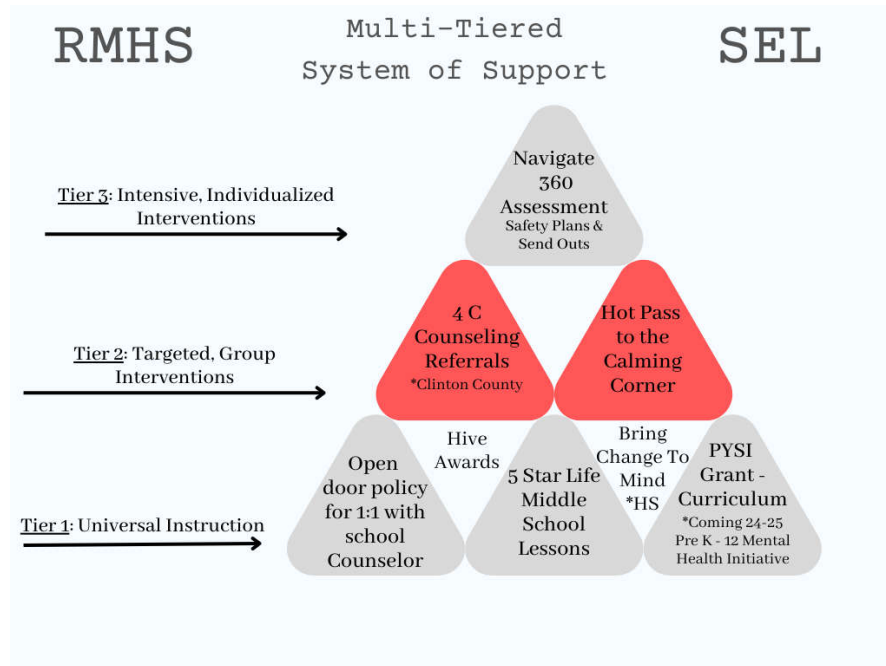 RMHS
Multi-Tiered
System of Support
SEL
Navigate
360
Assessment
Safety Plans &
Send Outs
Tier 3: Intensive, Individualized
Interventions
4 C
Counseling
Referrals
*Clinton County
Hot Pass
to the
Calming
Corner
Tier 2: Targeted, Group
Interventions
Hive
Awards
Bring
Change To
Mind
*HS
Open
door policy
for 1:1 with
school
Counselor
5 Star Life
Middle
School
Lessons
PYSI
Grant -
Curriculum
*Coming 24-25
Pre K - 12 Mental
Health Initiative
Tier 1: Universal Instruction